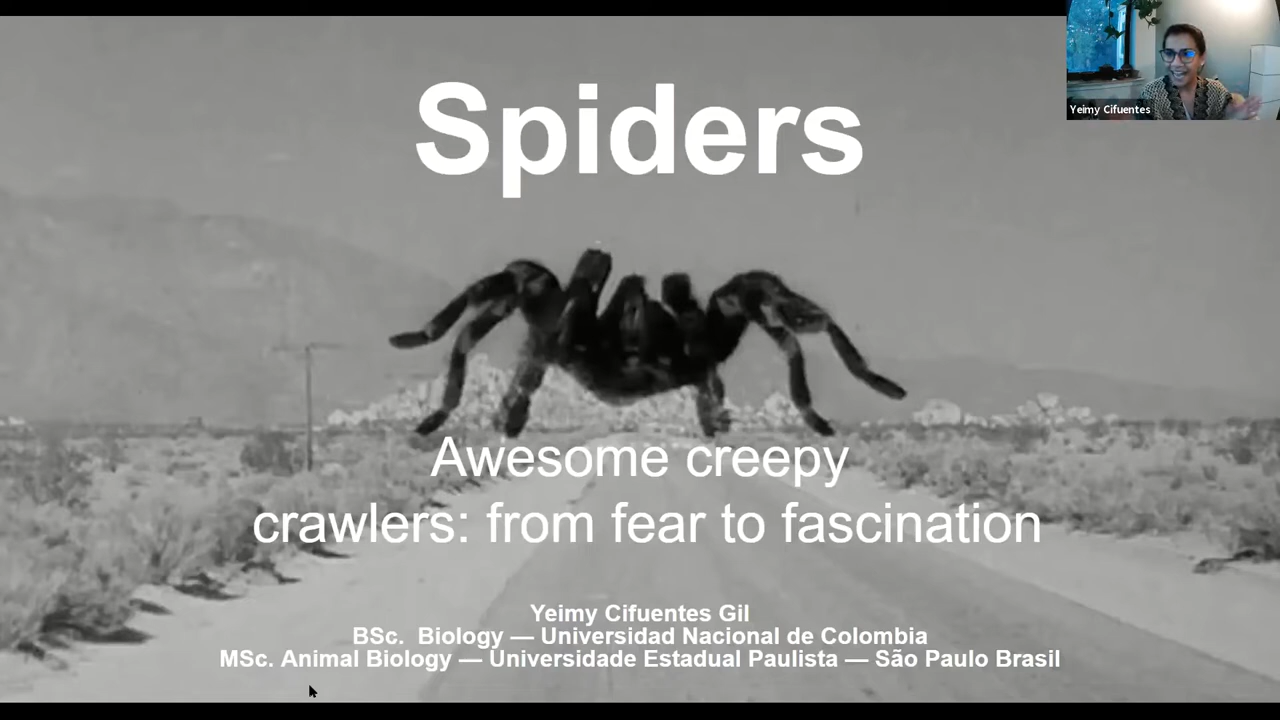 Spiders
Yeimy Cifuentes
Awesome creepy
crawlers: from fear to fascination
Yeimy Cifuentes Gil
BSc.  Biology — Universidad Nacional de Colombia
MSc. Animal Biology — Universidade Estadual Paulista — São Paulo Brasil